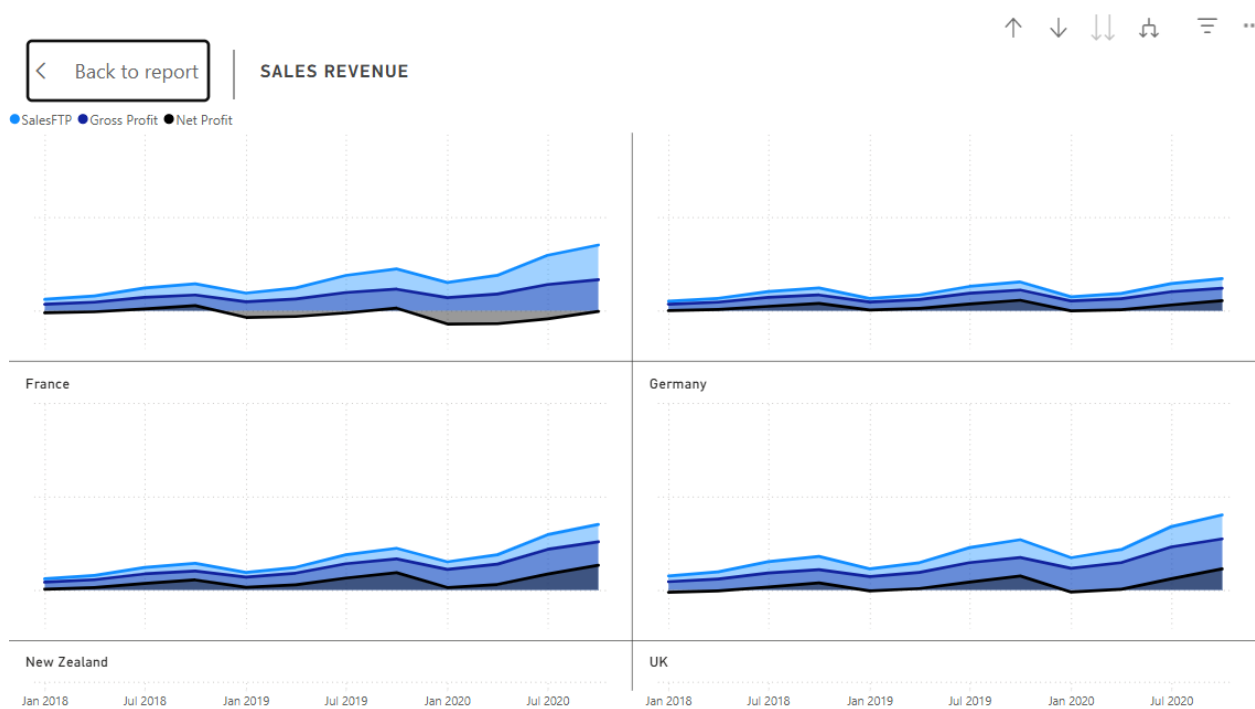 Back to report
SALES REVENUE
SalesFTP Gross Profit Net Profit
France
Germany
New Zealand
UK
Jan 2018 Jul 2018 Jan 2019 Jul 2019 Jan 2020 Jul 2020
Jan 2018 Jul 2018 Jan 2019 Jul 2019 Jan 2020 Jul 2020